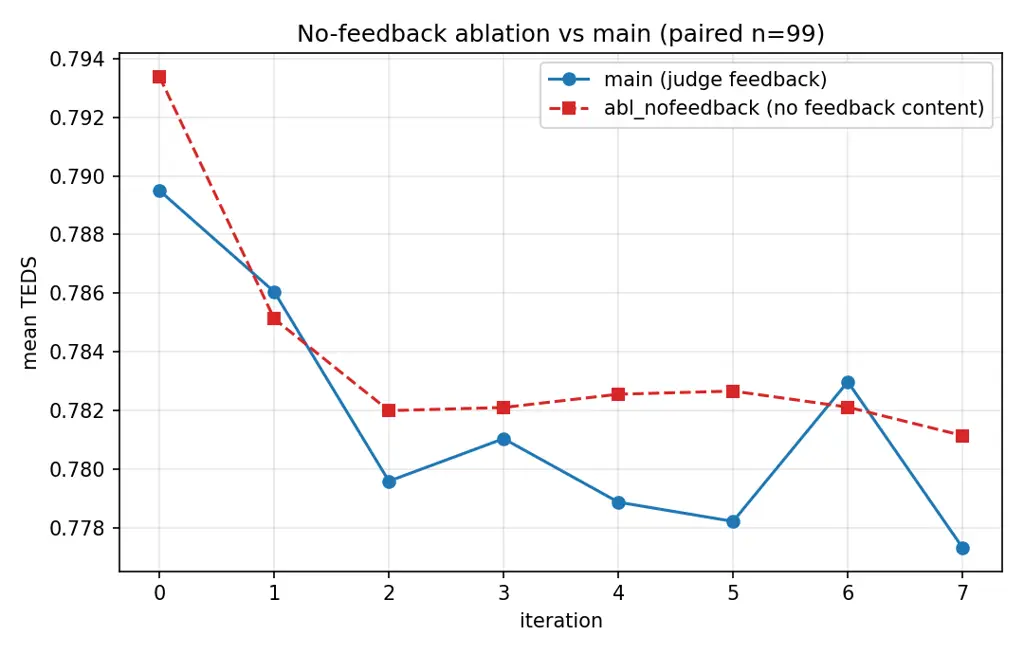 No-feedback ablation vs main (paired n=99)
main (judge feedback)
abl_nofeedback (no feedback content)
mean TEDS
0.794
0.792
0.790
0.788
0.786
0.784
0.782
0.780
0.778
0 1 2 3 4 5 6 7
iteration